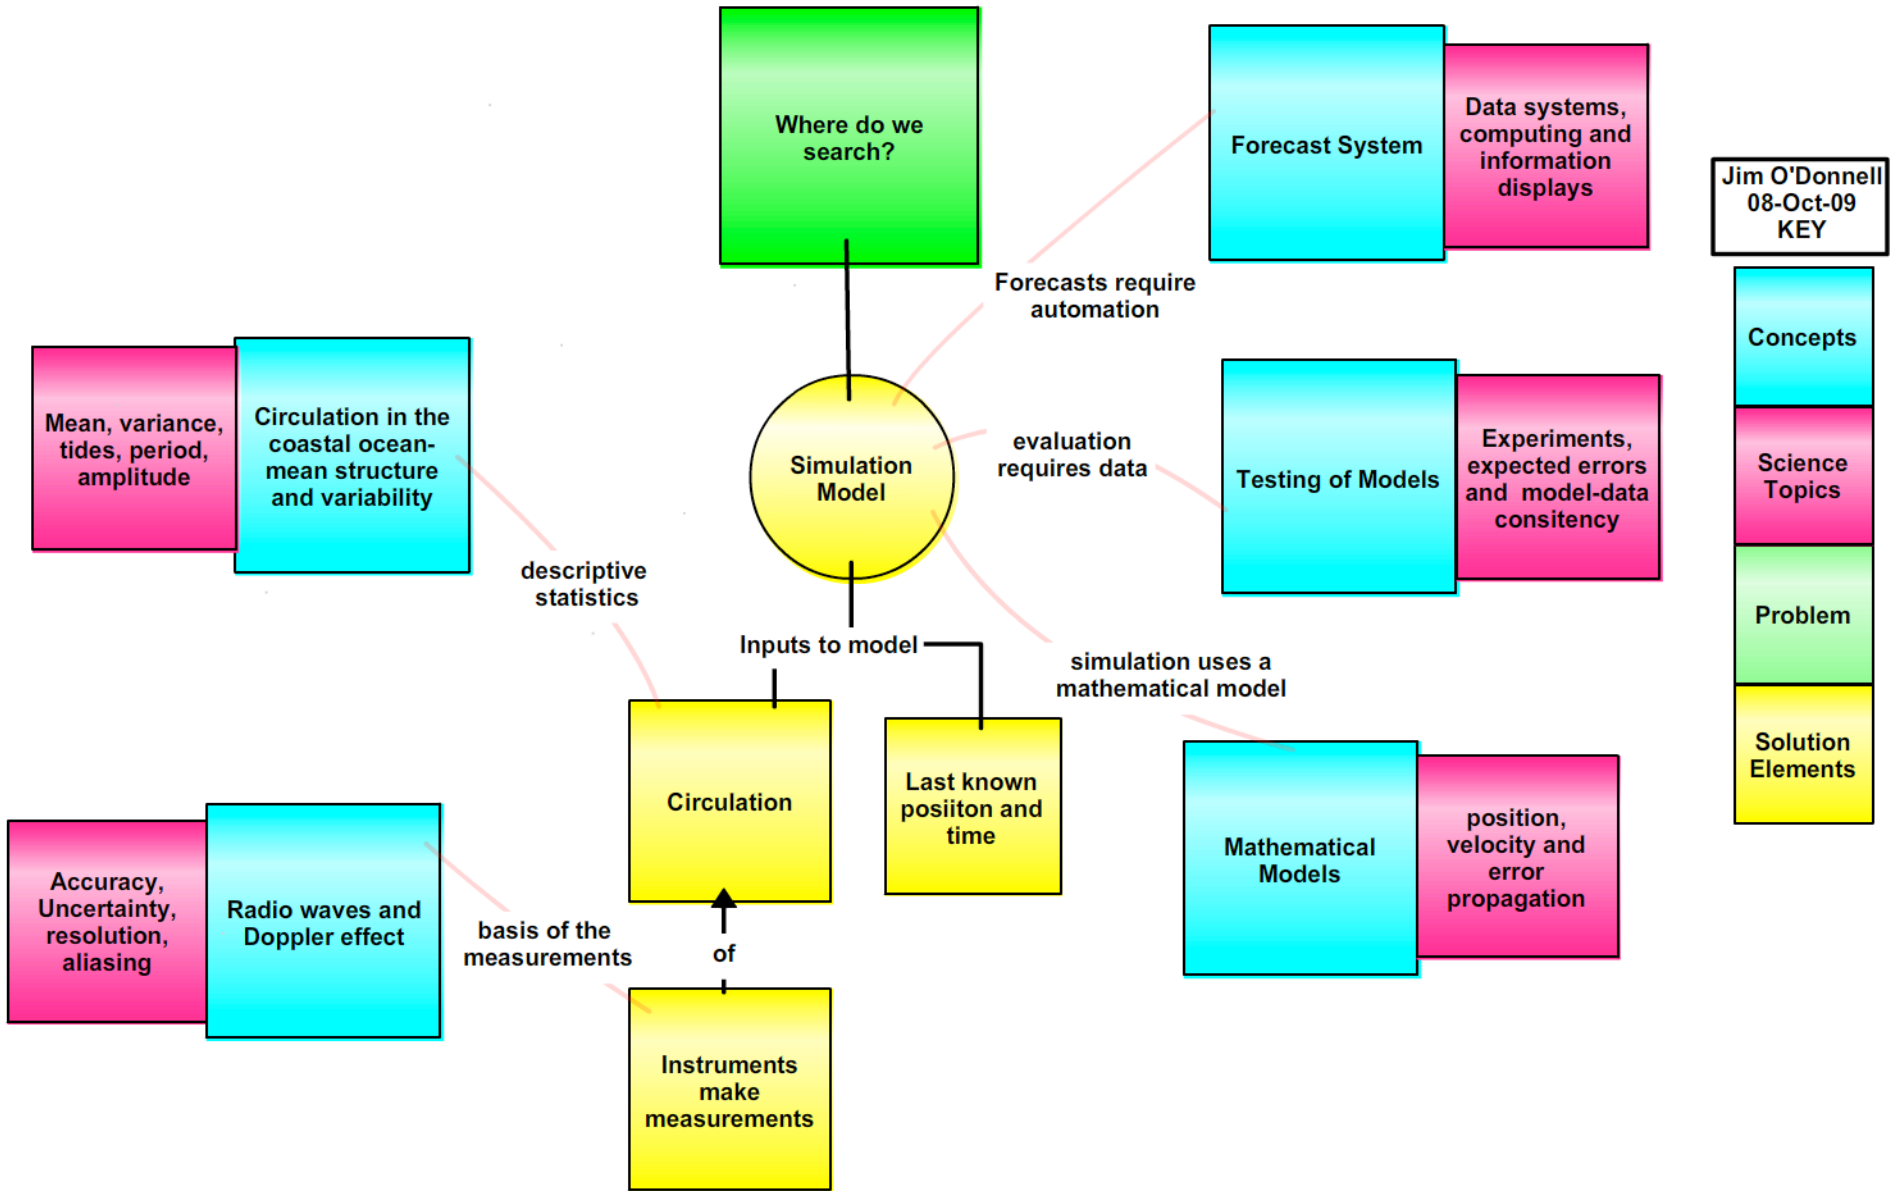 Where do we
search?
Forecast System
Data systems,
computing and
information
displays
Jim O'Donnell
08-Oct-09
KEY
Forecasts require
automation
Concepts
Mean, variance,
tides, period,
amplitude
Circulation in the
coastal ocean-
mean structure
and variability
Simulation
Model
evaluation
requires data
Testing of Models
Experiments,
expected errors
and model-data
consitency
Science
Topics
descriptive
statistics
Problem
Inputs to model
simulation uses a
mathematical model
Solution
Elements
Circulation
Last known
posiiton and
time
Mathematical
Models
position,
velocity and
error
propagation
Accuracy,
Uncertainty,
resolution,
aliasing
Radio waves and
Doppler effect
basis of the
measurements
of
Instruments
make
measurements